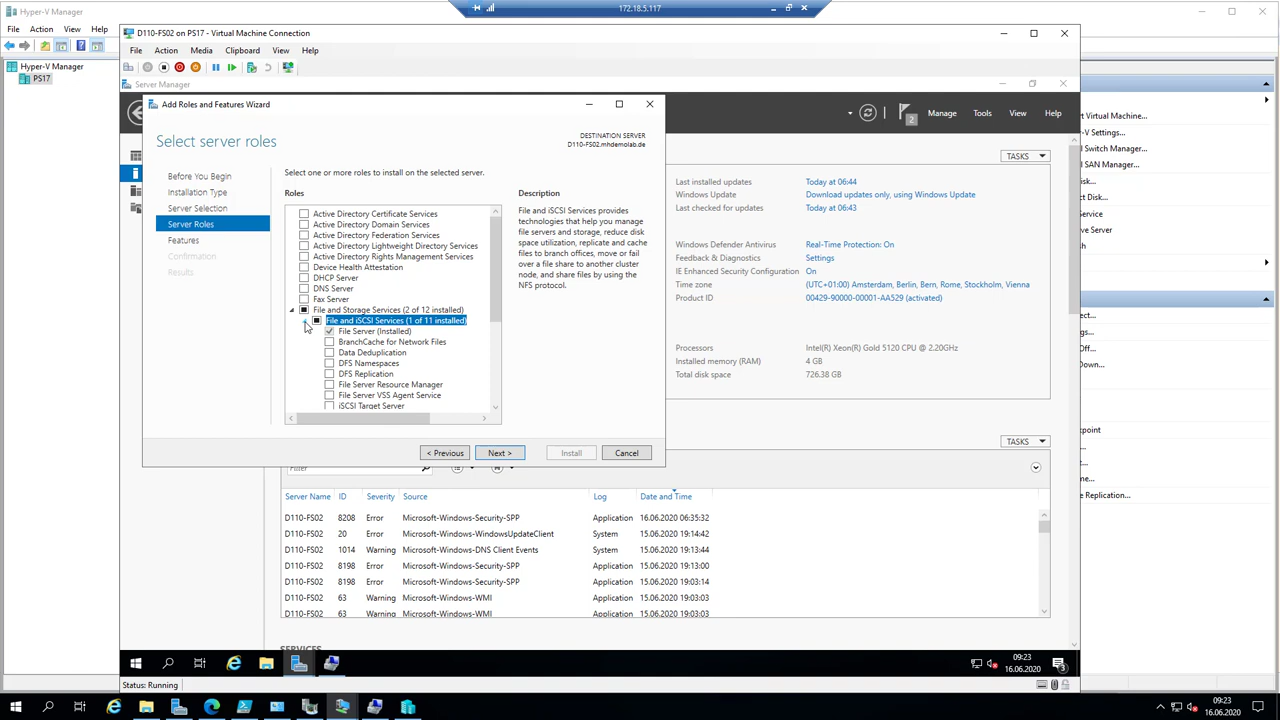 Hyper-V Manager
172.18.5.117
File Action View Help
Hyper-V Manager
PS17
D110-FS02 on PS17 - Virtual Machine Connection
File Action Media Clipboard View Help
Server Manager
2
Manage Tools View Help
Add Roles and Features Wizard
Select server roles
DESTINATION SERVER
D110-FS02.mhdemolab.de
Before You Begin
Installation Type
Server Selection
Server Roles
Features
Confirmation
Results
Select one or more roles to install on the selected server.
Roles
Active Directory Certificate Services
Active Directory Domain Services
Active Directory Federation Services
Active Directory Lightweight Directory Services
Active Directory Rights Management Services
Device Health Attestation
DHCP Server
DNS Server
Fax Server
File and Storage Services (2 of 12 installed)
File and iSCSI Services (1 of 11 installed)
File Server (Installed)
BranchCache for Network Files
Data Deduplication
DFS Namespaces
DFS Replication
File Server Resource Manager
File Server VSS Agent Service
iSCSI Target Server
Description
File and iSCSI Services provides
technologies that help you manage
file servers and storage, reduce disk
space utilization, replicate and cache
files to branch offices, move or fail
over a file share to another cluster
node, and share files by using the
NFS protocol.
< Previous Next > Install Cancel
TASKS
Last installed updates Today at 06:44
Windows Update Download updates only, using Windows Update
Last checked for updates Today at 06:43
Windows Defender Antivirus Real-Time Protection: On
Feedback & Diagnostics Settings
IE Enhanced Security Configuration On
Time zone (UTC+01:00) Amsterdam, Berlin, Bern, Rome, Stockholm, Vienna
Product ID 00429-90000-00001-AA529 (activated)
Processors Intel(R) Xeon(R) Gold 5120 CPU @ 2.20GHz
Installed memory (RAM) 4 GB
Total disk space 726.38 GB
TASKS
Filter
Server Name ID Severity Source Log Date and Time
D110-FS02 8208 Error Microsoft-Windows-Security-SPP Application 16.06.2020 06:35:32
D110-FS02 20 Error Microsoft-Windows-WindowsUpdateClient System 15.06.2020 19:14:42
D110-FS02 1014 Warning Microsoft-Windows-DNS Client Events System 15.06.2020 19:13:44
D110-FS02 8198 Error Microsoft-Windows-Security-SPP Application 15.06.2020 19:13:00
D110-FS02 8198 Error Microsoft-Windows-Security-SPP Application 15.06.2020 19:03:14
D110-FS02 63 Warning Microsoft-Windows-WMI Application 15.06.2020 19:03:03
D110-FS02 63 Warning Microsoft-Windows-WMI Application 15.06.2020 19:03:03
SERVICES
09:23
16.06.2020
3
Status: Running
rt Virtual Machine...
-V Settings...
al Switch Manager...
al SAN Manager...
isk...
ct Disk...
ervice
ve Server
sh
ect...
gs...
Off...
Down...
kpoint
t...
me...
e Replication...
09:23
16.06.2020